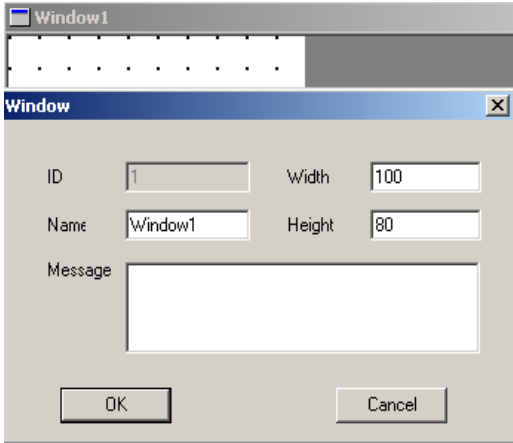 Window1
Window
ID 1 Width 100
Name Window1 Height 80
Message
OK Cancel